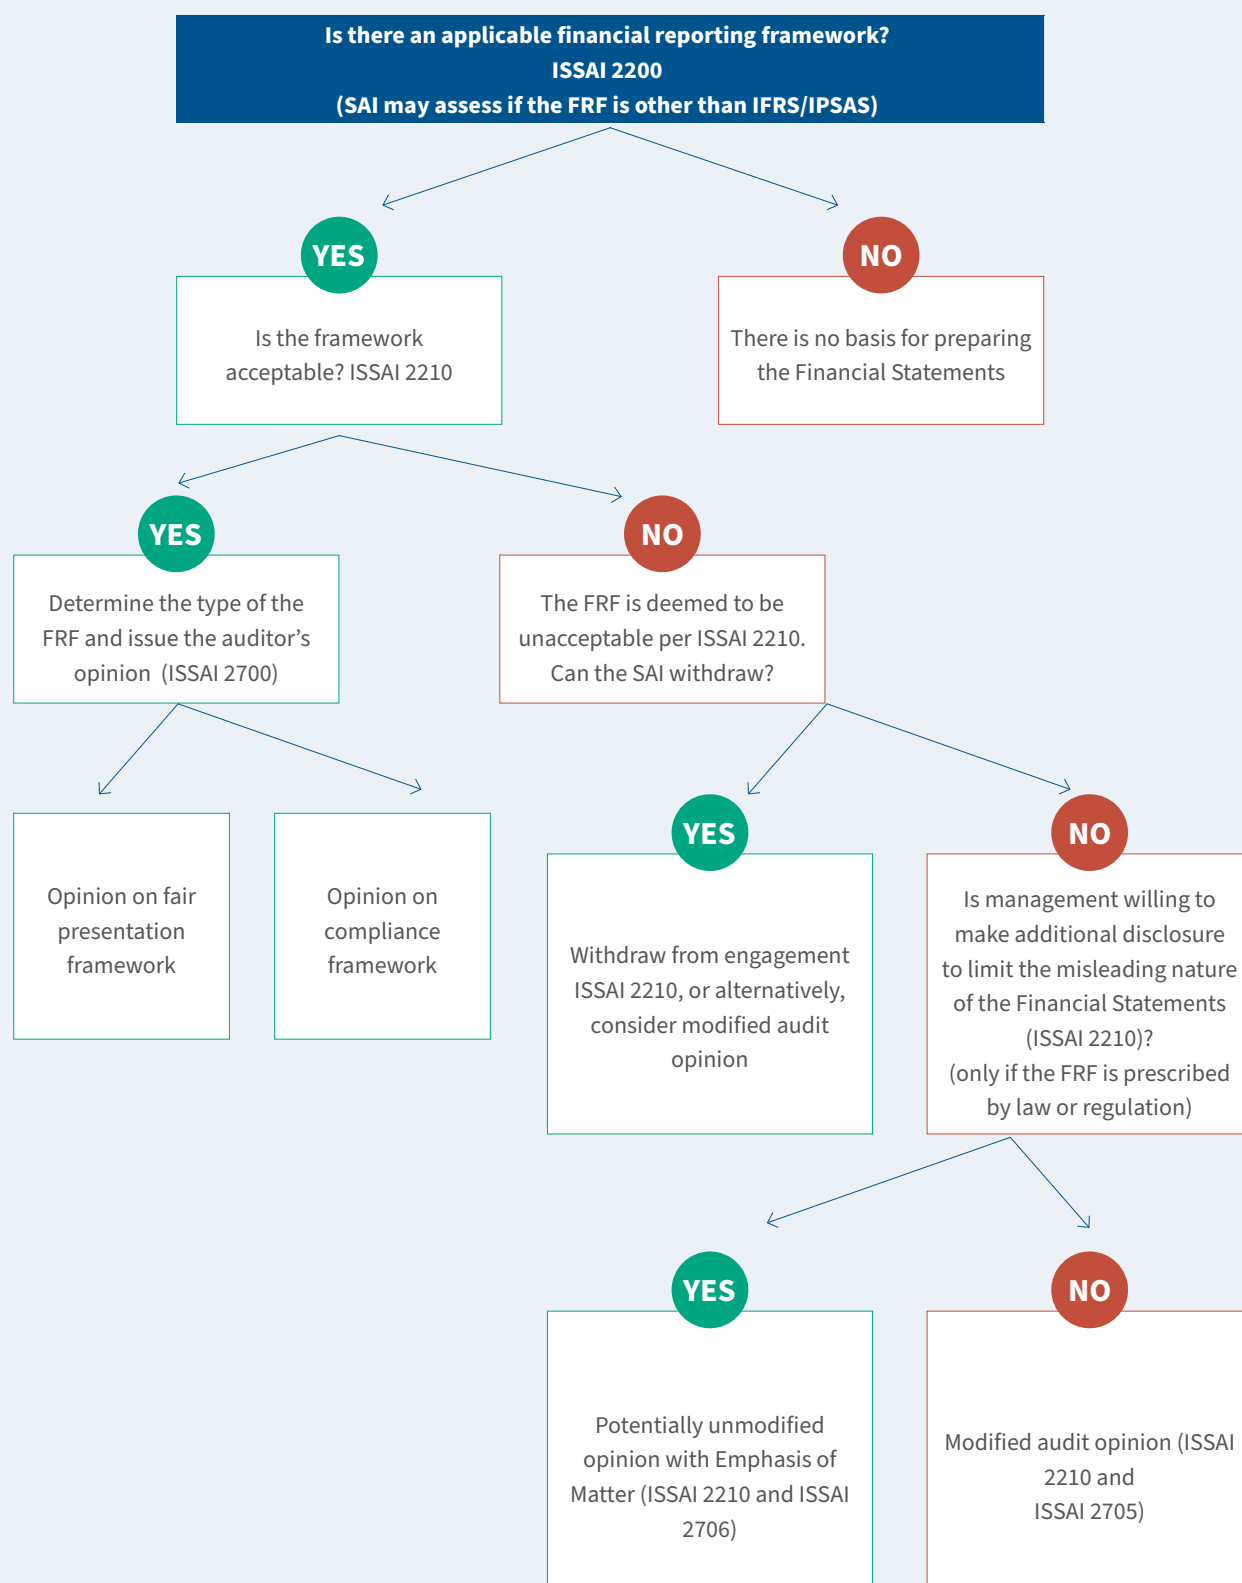 Is there an applicable financial reporting framework?
ISSAI 2200
(SAI may assess if the FRF is other than IFRS/IPSAS)
YES
Is the framework
acceptable? ISSAI 2210
NO
There is no basis for preparing
the Financial Statements
YES
Determine the type of the
FRF and issue the auditor’s
opinion  (ISSAI 2700)
NO
The FRF is deemed to be
unacceptable per ISSAI 2210.
Can the SAI withdraw?
Opinion on fair
presentation
framework
Opinion on
compliance
framework
YES
Withdraw from engagement
ISSAI 2210, or alternatively,
consider modified audit
opinion
NO
Is management willing to
make additional disclosure
to limit the misleading nature
of the Financial Statements
(ISSAI 2210)?
(only if the FRF is prescribed
by law or regulation)
YES
Potentially unmodified
opinion with Emphasis of
Matter (ISSAI 2210 and ISSAI
2706)
NO
Modified audit opinion (ISSAI
2210 and
ISSAI 2705)